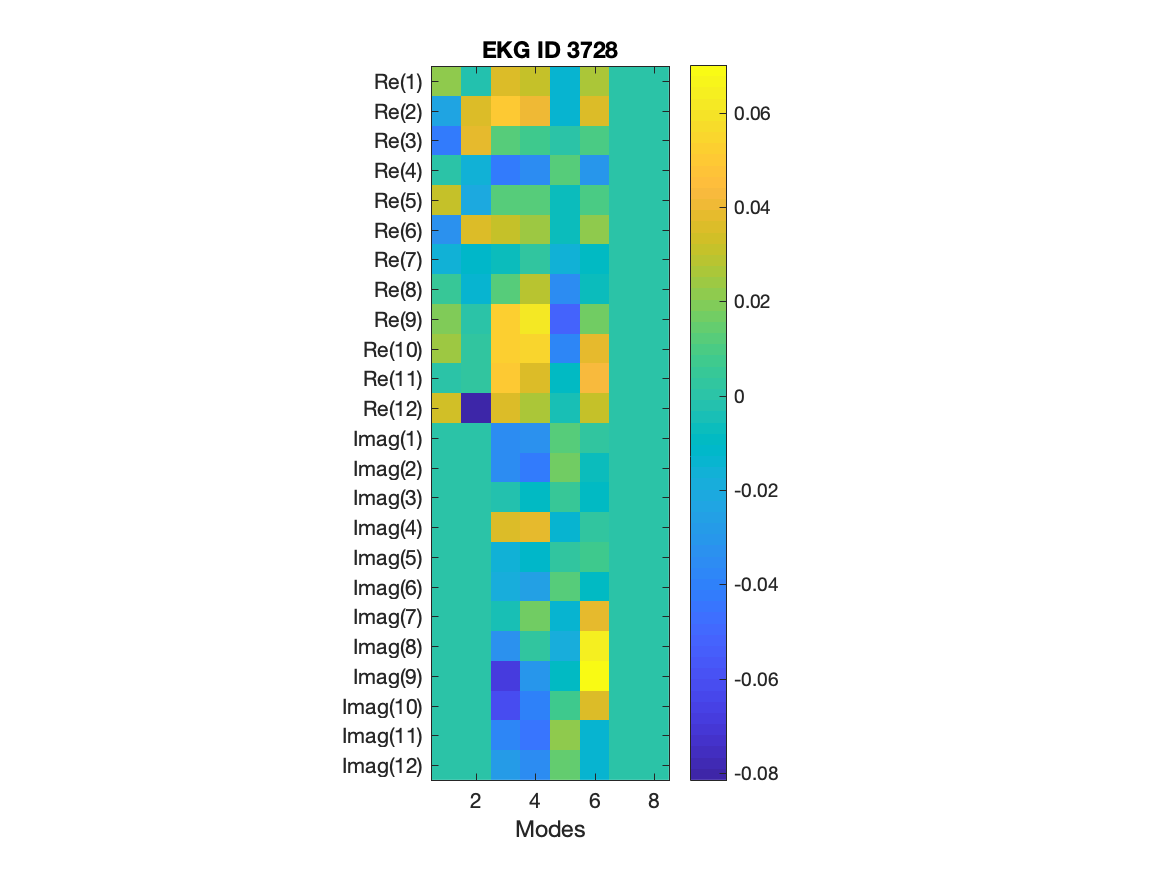 EKG ID 3728
Re(1)
Re(2)
Re(3)
Re(4)
Re(5)
Re(6)
Re(7)
Re(8)
Re(9)
Re(10)
Re(11)
Re(12)
Imag(1)
Imag(2)
Imag(3)
Imag(4)
Imag(5)
Imag(6)
Imag(7)
Imag(8)
Imag(9)
Imag(10)
Imag(11)
Imag(12)
2 4 6 8
Modes
0.06
0.04
0.02
0
-0.02
-0.04
-0.06
-0.08